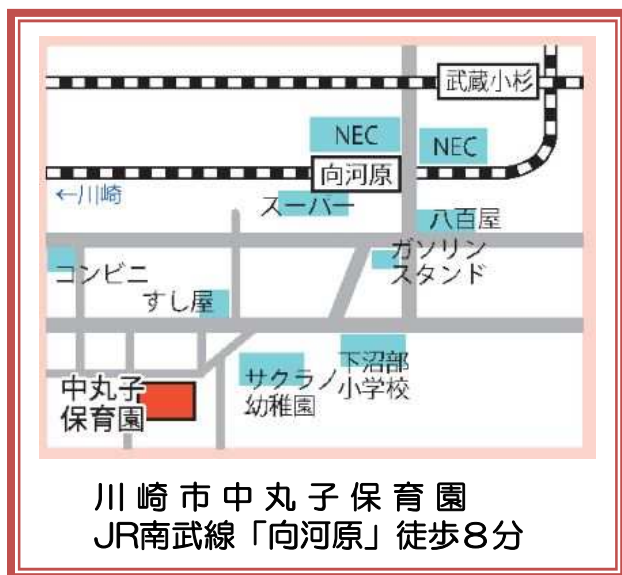 武蔵小杉
NEC
NEC
向河原
←川崎
スーパー
八百屋
ガソリン
スタンド
コンビニ
すし屋
下沼部
小学校
サクラノ
幼稚園
中丸子
保育園
川崎市中丸子保育園
JR南武線「向河原」徒歩８分